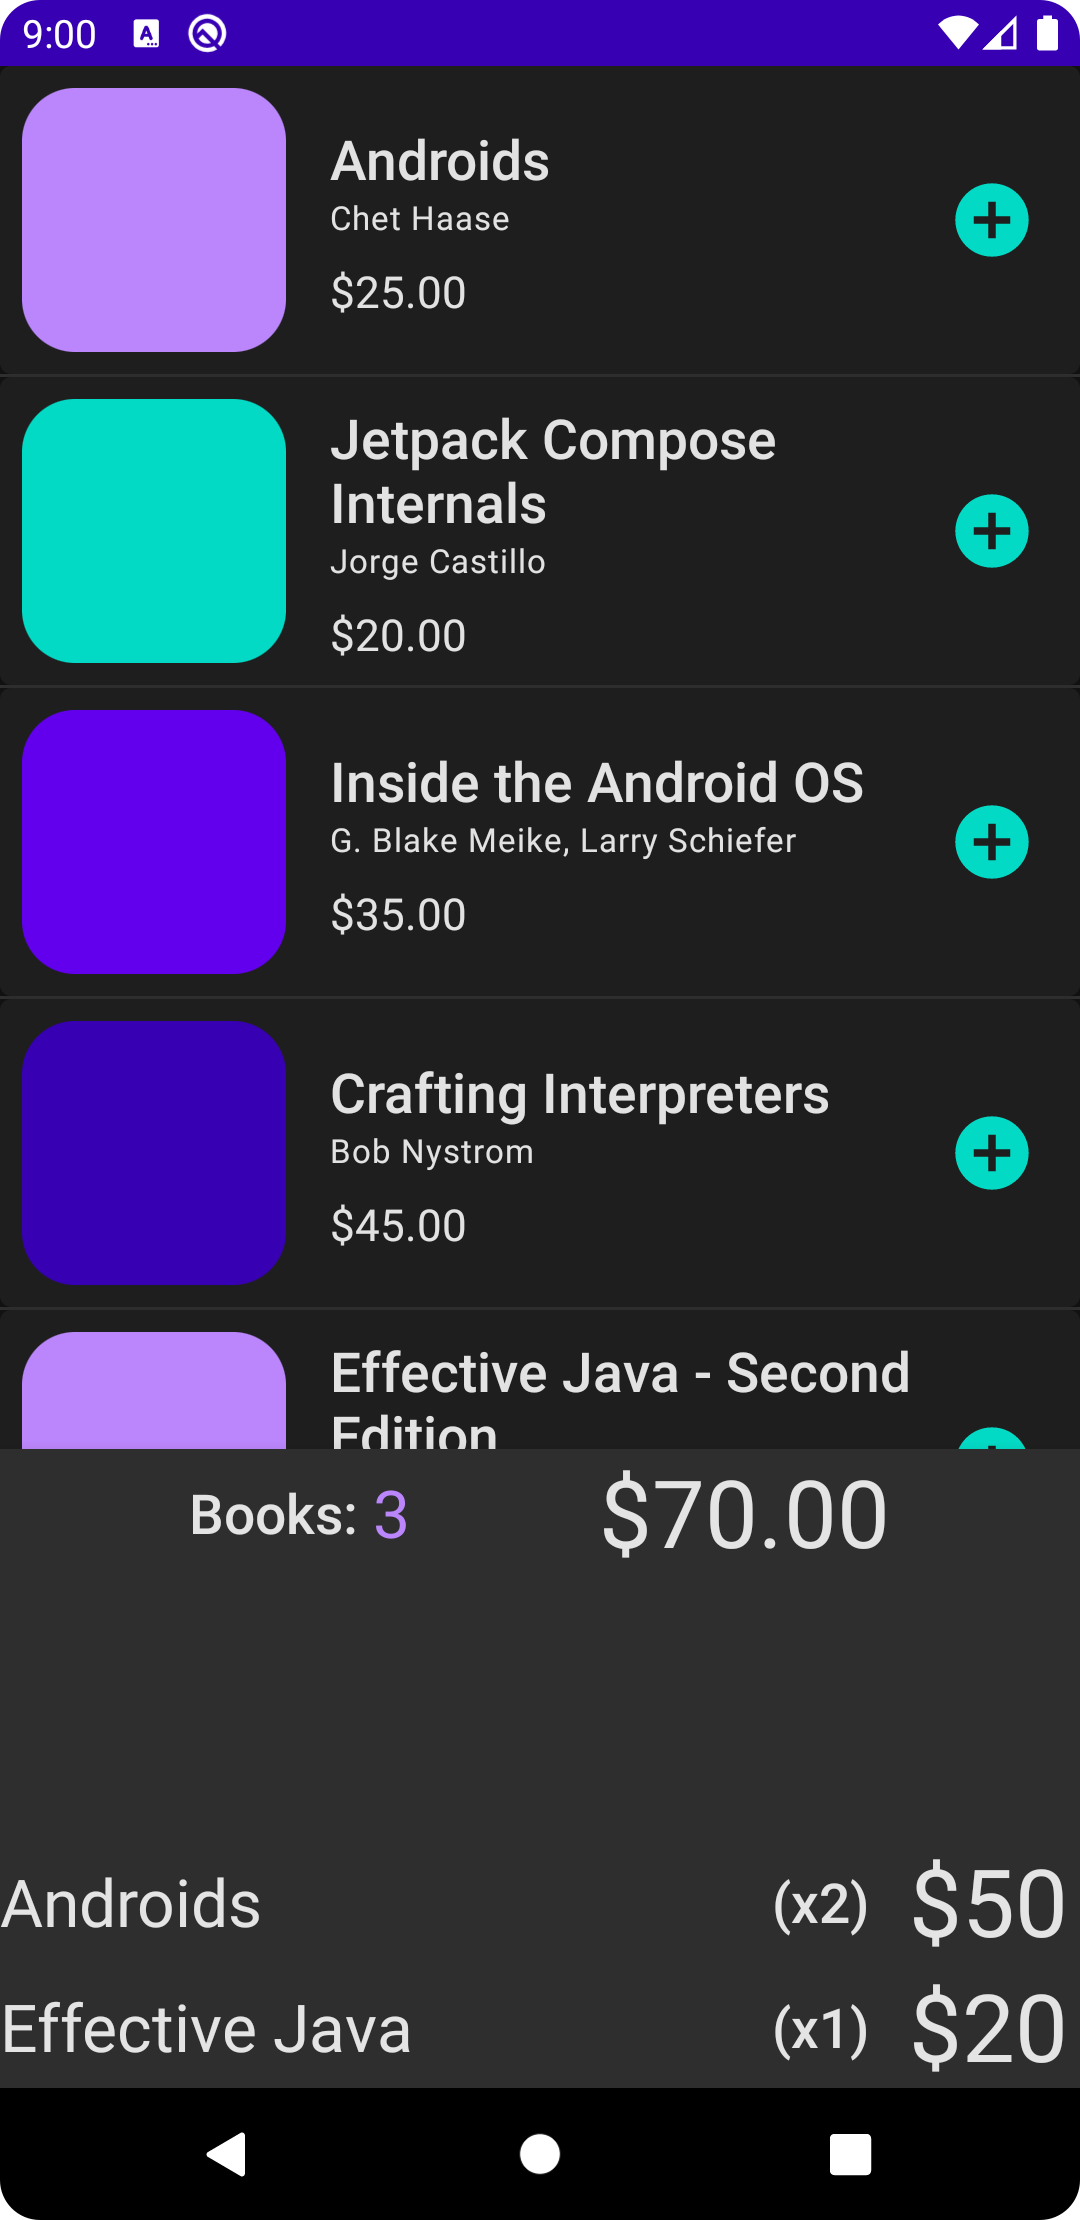 9:00
Androids
Chet Haase
$25.00
Jetpack Compose
Internals
Jorge Castillo
$20.00
Inside the Android OS
G. Blake Meike, Larry Schiefer
$35.00
Crafting Interpreters
Bob Nystrom
$45.00
Effective Java - Second
Edition
Books: 3 $70.00
Androids (x2) $50
Effective Java (x1) $20